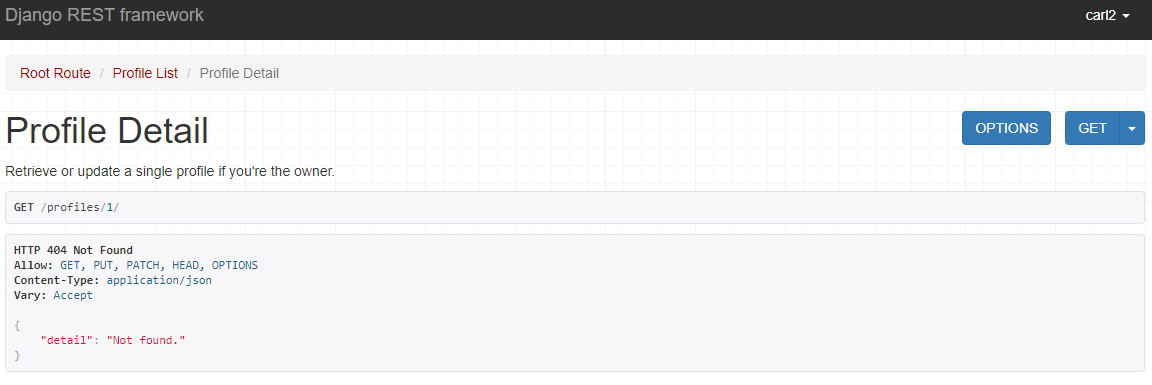 Django REST framework
carl2
Root Route / Profile List / Profile Detail
Profile Detail
OPTIONS
GET
Retrieve or update a single profile if you're the owner.
GET /profiles/1/
HTTP 404 Not Found
Allow: GET, PUT, PATCH, HEAD, OPTIONS
Content-Type: application/json
Vary: Accept
{
    "detail": "Not found."
}